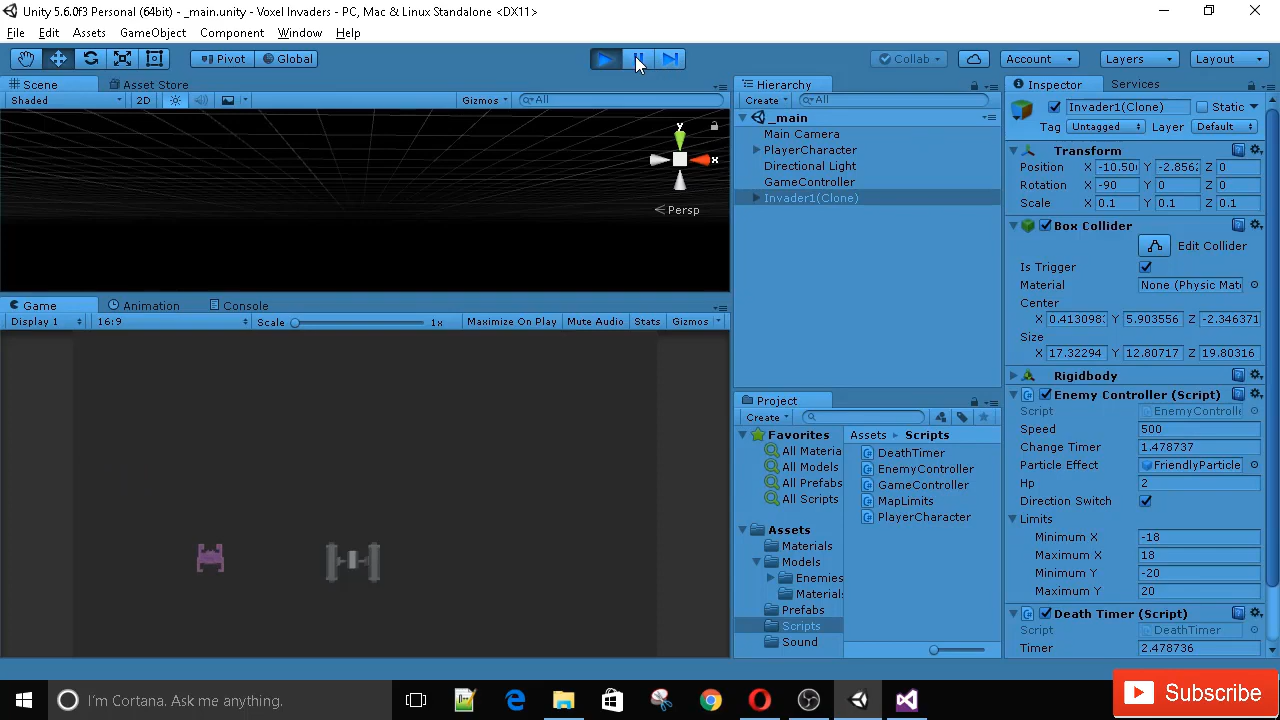 Unity 5.6.0f3 Personal (64bit) - _main.unity - Voxel Invaders - PC, Mac & Linux Standalone <DX11>
File Edit Assets GameObject Component Window Help
Pivot Global Collab Account Layers Layout
Scene Asset Store
Shaded 2D Gizmos All
y
x
Persp
Game Animation Console
Display 1 16:9 Scale 1x Maximize On Play Mute Audio Stats Gizmos
Hierarchy
Create All
_main
Main Camera
PlayerCharacter
Directional Light
GameController
Invader1(Clone)
Project
Create
Favorites
All Materia
All Models
All Prefabs
All Scripts
Assets
Materials
Models
Enemies
Material
Prefabs
Scripts
Sound
Assets Scripts
DeathTimer
EnemyController
GameController
MapLimits
PlayerCharacter
Inspector Services
Invader1(Clone) Static
Tag Untagged Layer Default
Transform
Position X -10.50 Y -2.856 Z 0
Rotation X -90 Y 0 Z 0
Scale X 0.1 Y 0.1 Z 0.1
Box Collider
Edit Collider
Is Trigger
Material None (Physic Mat
Center
X 0.413098 Y 5.903556 Z -2.346371
Size
X 17.32294 Y 12.80717 Z 19.80316
Rigidbody
Enemy Controller (Script)
Script EnemyControlle
Speed 500
Change Timer 1.478737
Particle Effect FriendlyParticle
Hp 2
Direction Switch
Limits
Minimum X -18
Maximum X 18
Minimum Y -20
Maximum Y 20
Death Timer (Script)
Script DeathTimer
Timer 2.478736
I'm Cortana. Ask me anything.
Subscribe